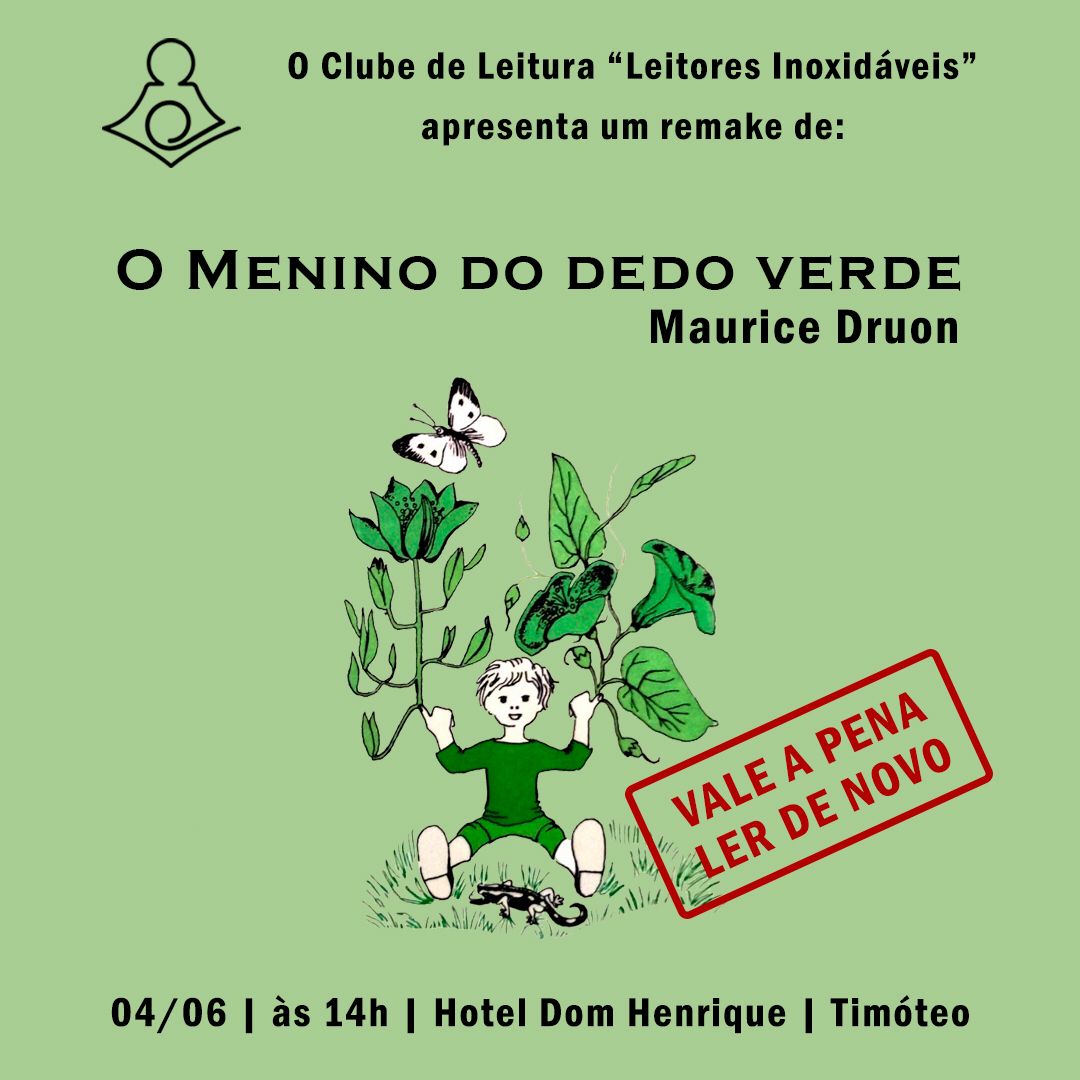 O Clube de Leitura “Leitores Inoxidáveis”
apresenta um remake de:
O MENINO DO DEDO VERDE
Maurice Druon
VALE A PENA
LER DE NOVO
04/06 | às 14h | Hotel Dom Henrique | Timóteo